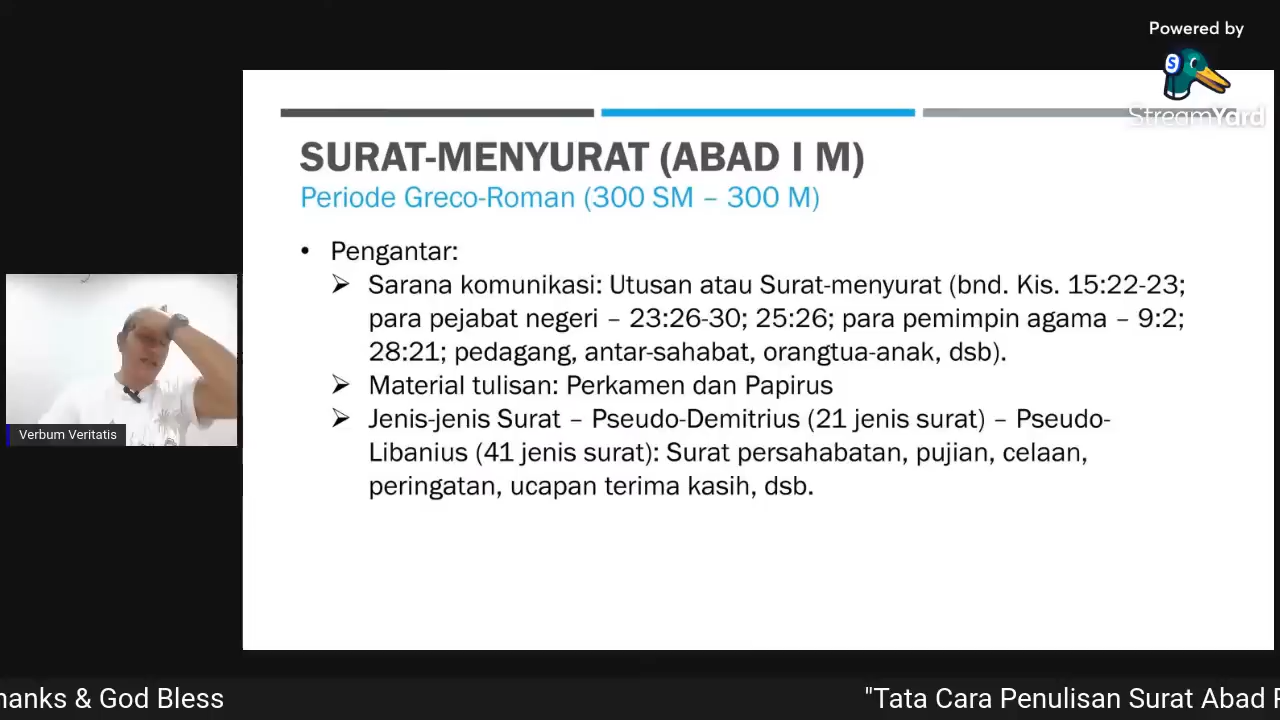 Powered by
StreamYard
SURAT-MENYURAT (ABAD I M)
Periode Greco-Roman (300 SM – 300 M)
• Pengantar:
➢ Sarana komunikasi: Utusan atau Surat-menyurat (bnd. Kis. 15:22-23;
para pejabat negeri – 23:26-30; 25:26; para pemimpin agama – 9:2;
28:21; pedagang, antar-sahabat, orangtua-anak, dsb).
➢ Material tulisan: Perkamen dan Papirus
➢ Jenis-jenis Surat – Pseudo-Demitrius (21 jenis surat) – Pseudo-
Libanius (41 jenis surat): Surat persahabatan, pujian, celaan,
peringatan, ucapan terima kasih, dsb.
Verbum Veritatis
hanks & God Bless
"Tata Cara Penulisan Surat Abad